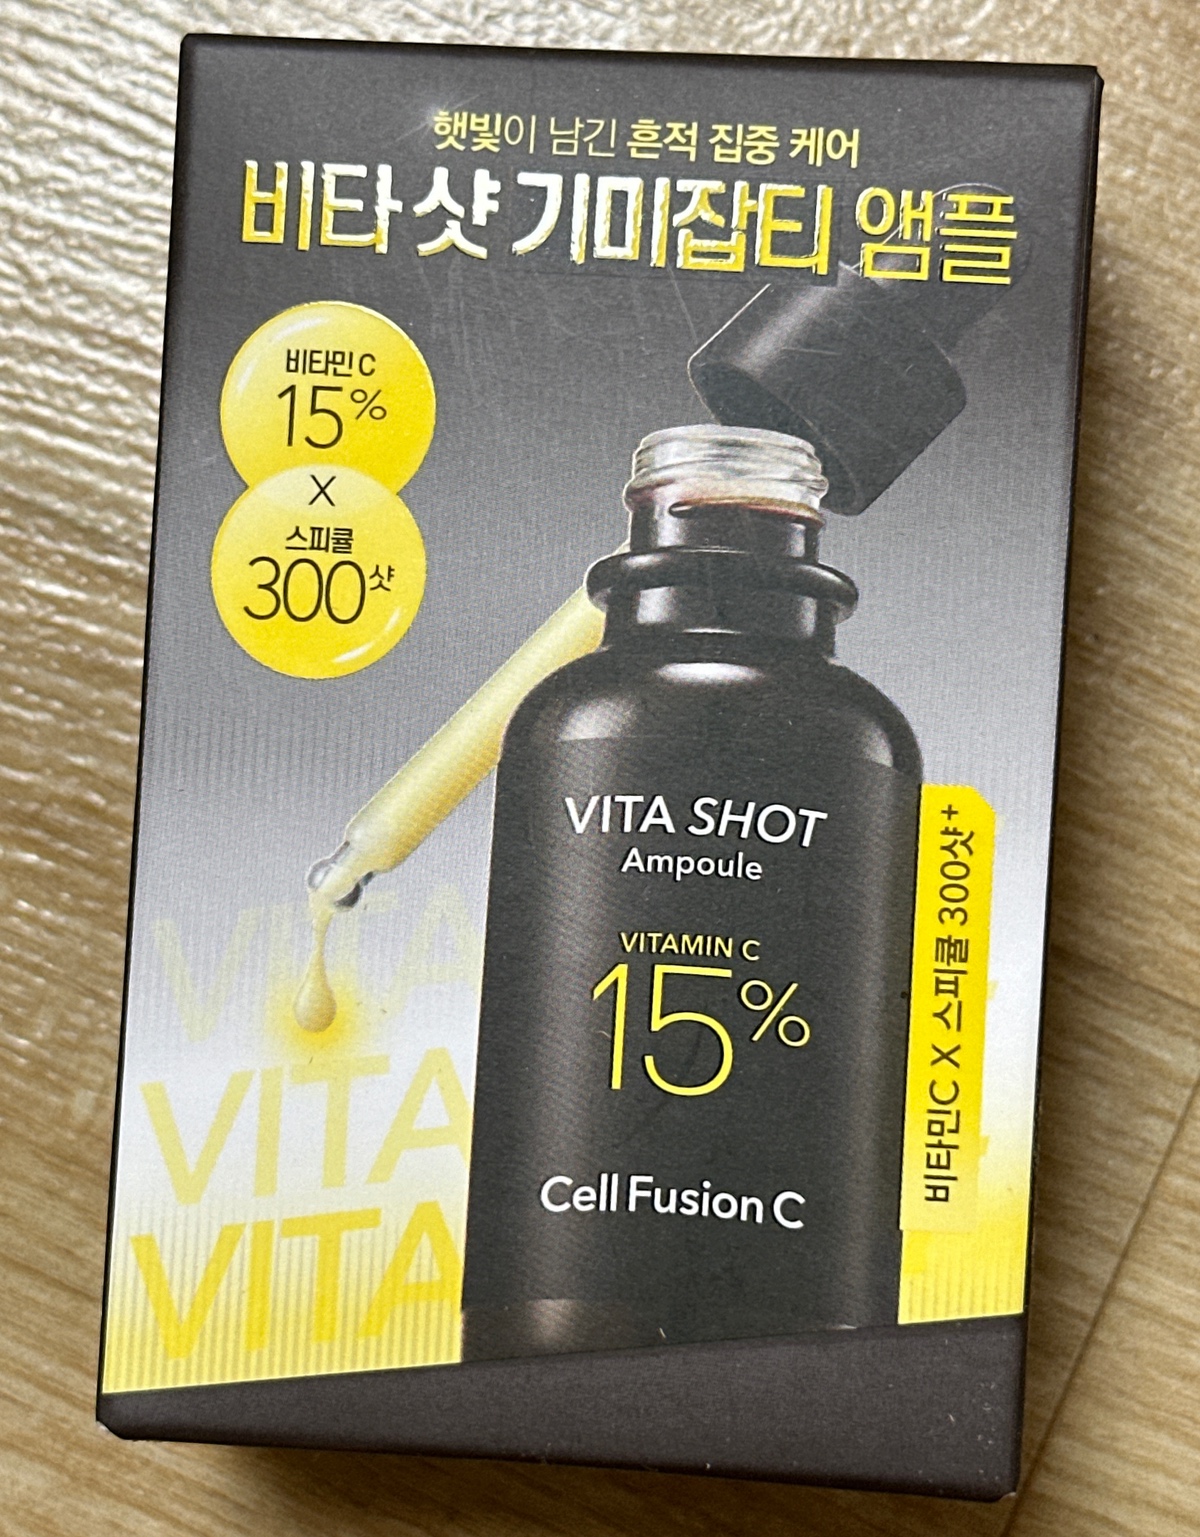 햇빛이 남긴 흔적 집중 케어
비타 샷 기미잡티 앰플
비타민 C
15%
X
스피큘
300샷
VITA SHOT
Ampoule
VITAMIN C
15%
Cell Fusion C
비타민C X 스피큘 300샷+
VITA
VITA
VITA